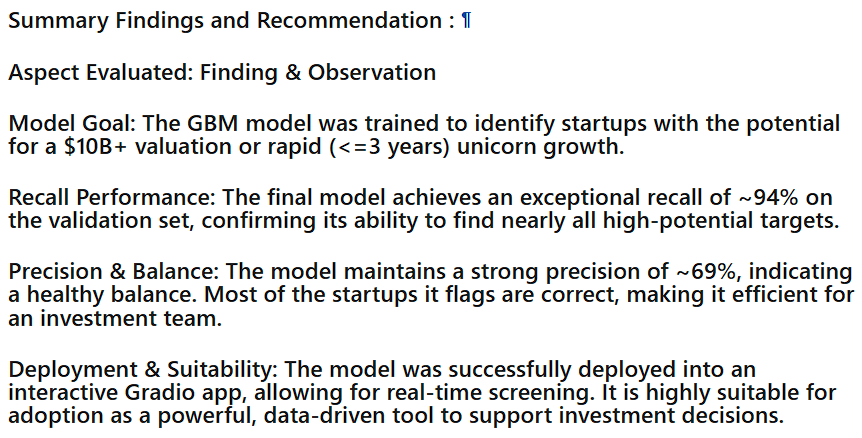 Summary Findings and Recommendation : ¶
Aspect Evaluated: Finding & Observation
Model Goal: The GBM model was trained to identify startups with the potential
for a $10B+ valuation or rapid (<=3 years) unicorn growth.
Recall Performance: The final model achieves an exceptional recall of ~94% on
the validation set, confirming its ability to find nearly all high-potential targets.
Precision & Balance: The model maintains a strong precision of ~69%, indicating
a healthy balance. Most of the startups it flags are correct, making it efficient for
an investment team.
Deployment & Suitability: The model was successfully deployed into an
interactive Gradio app, allowing for real-time screening. It is highly suitable for
adoption as a powerful, data-driven tool to support investment decisions.